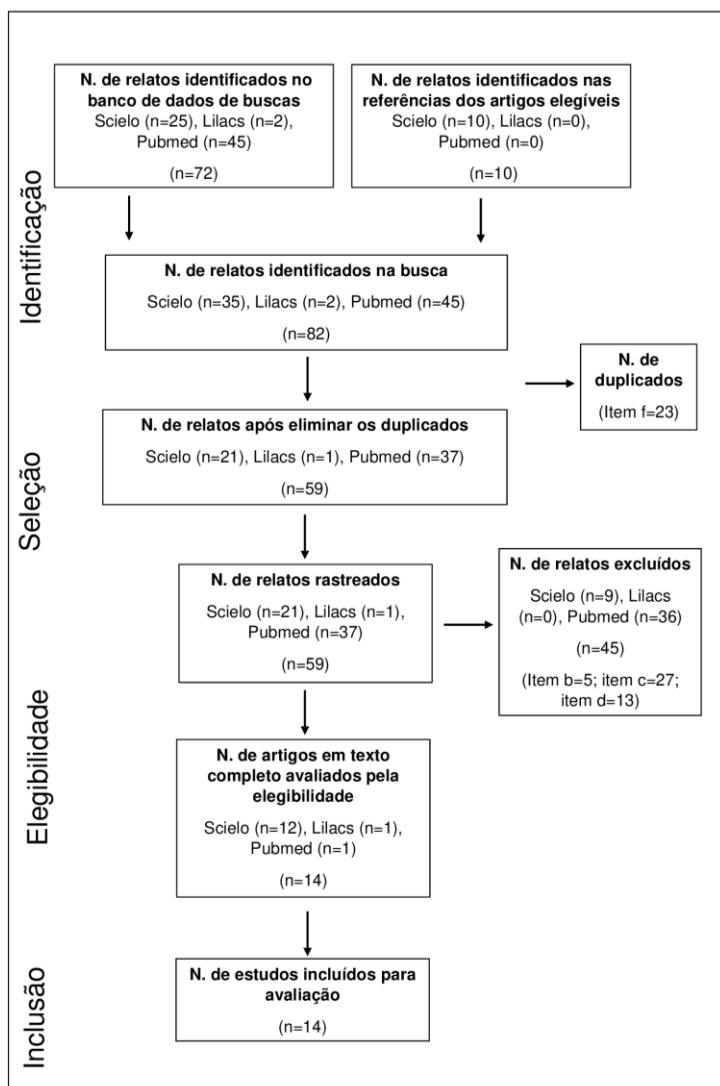 Identificação
N. de relatos identificados no
banco de dados de buscas
Scielo (n=25), Lilacs (n=2),
Pubmed (n=45)
(n=72)
N. de relatos identificados nas
referências dos artigos elegíveis
Scielo (n=10), Lilacs (n=0),
Pubmed (n=0)
(n=10)
N. de relatos identificados na busca
Scielo (n=35), Lilacs (n=2), Pubmed (n=45)
(n=82)
N. de
duplicados
(Item f=23)
Seleção
N. de relatos após eliminar os duplicados
Scielo (n=21), Lilacs (n=1), Pubmed (n=37)
(n=59)
N. de relatos rastreados
Scielo (n=21), Lilacs (n=1),
Pubmed (n=37)
(n=59)
N. de relatos excluídos
Scielo (n=9), Lilacs
(n=0), Pubmed (n=36)
(n=45)
(Item b=5; item c=27;
item d=13)
Elegibilidade
N. de artigos em texto
completo avaliados pela
elegibilidade
Scielo (n=12), Lilacs (n=1),
Pubmed (n=1)
(n=14)
Inclusão
N. de estudos incluídos para
avaliação
(n=14)